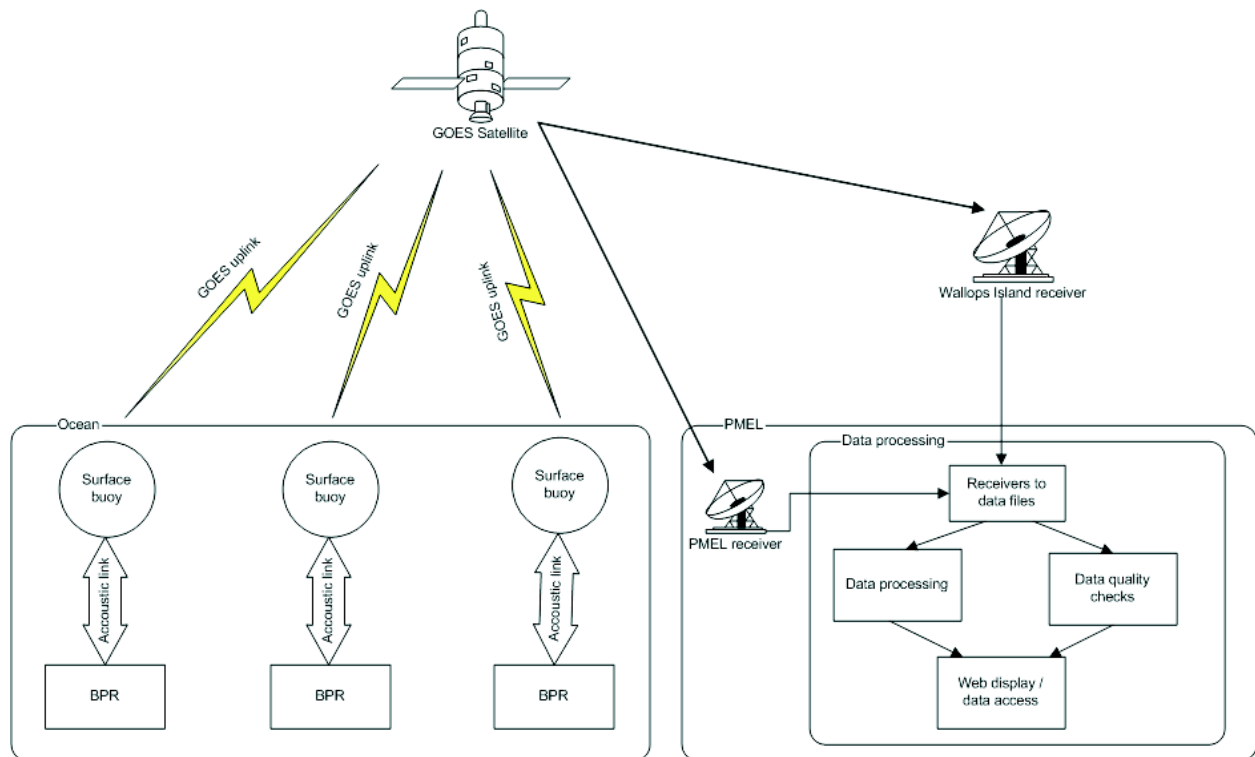 GOES Satellite
GOES uplink
GOES uplink
GOES uplink
Wallops Island receiver
Ocean
Surface
buoy
Surface
buoy
Surface
buoy
Accoustic link
Accoustic link
Accoustic link
BPR
BPR
BPR
PMEL
Data processing
PMEL receiver
Receivers to
data files
Data processing
Data quality
checks
Web display /
data access